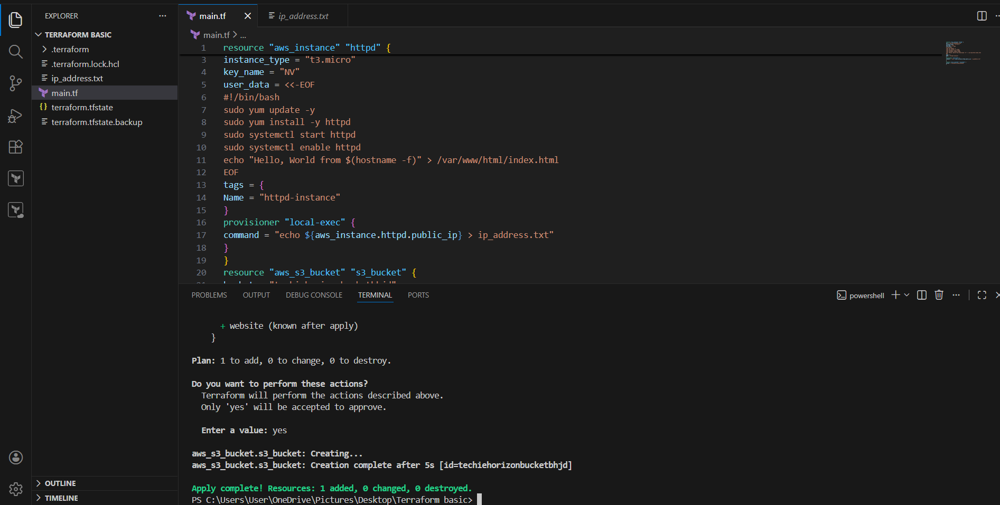 EXPLORER
TERRAFORM BASIC
.terraform
.terraform.lock.hcl
ip_address.txt
main.tf
terraform.tfstate
terraform.tfstate.backup
OUTLINE
TIMELINE
main.tf
ip_address.txt
main.tf > ...
1 resource "aws_instance" "httpd" {
3 instance_type = "t3.micro"
4 key_name = "NV"
5 user_data = <<-EOF
6 #!/bin/bash
7 sudo yum update -y
8 sudo yum install -y httpd
9 sudo systemctl start httpd
10 sudo systemctl enable httpd
11 echo "Hello, World from $(hostname -f)" > /var/www/html/index.html
12 EOF
13 tags = {
14 Name = "httpd-instance"
15 }
16 provisioner "local-exec" {
17 command = "echo ${aws_instance.httpd.public_ip} > ip_address.txt"
18 }
19 }
20 resource "aws_s3_bucket" "s3_bucket" {
PROBLEMS OUTPUT DEBUG CONSOLE TERMINAL PORTS
powershell
+ website (known after apply)
}
Plan: 1 to add, 0 to change, 0 to destroy.
Do you want to perform these actions?
Terraform will perform the actions described above.
Only 'yes' will be accepted to approve.
Enter a value: yes
aws_s3_bucket.s3_bucket: Creating...
aws_s3_bucket.s3_bucket: Creation complete after 5s [id=techiehorizonbucketbhjd]
Apply complete! Resources: 1 added, 0 changed, 0 destroyed.
PS C:\Users\User\OneDrive\Pictures\Desktop\Terraform basic>